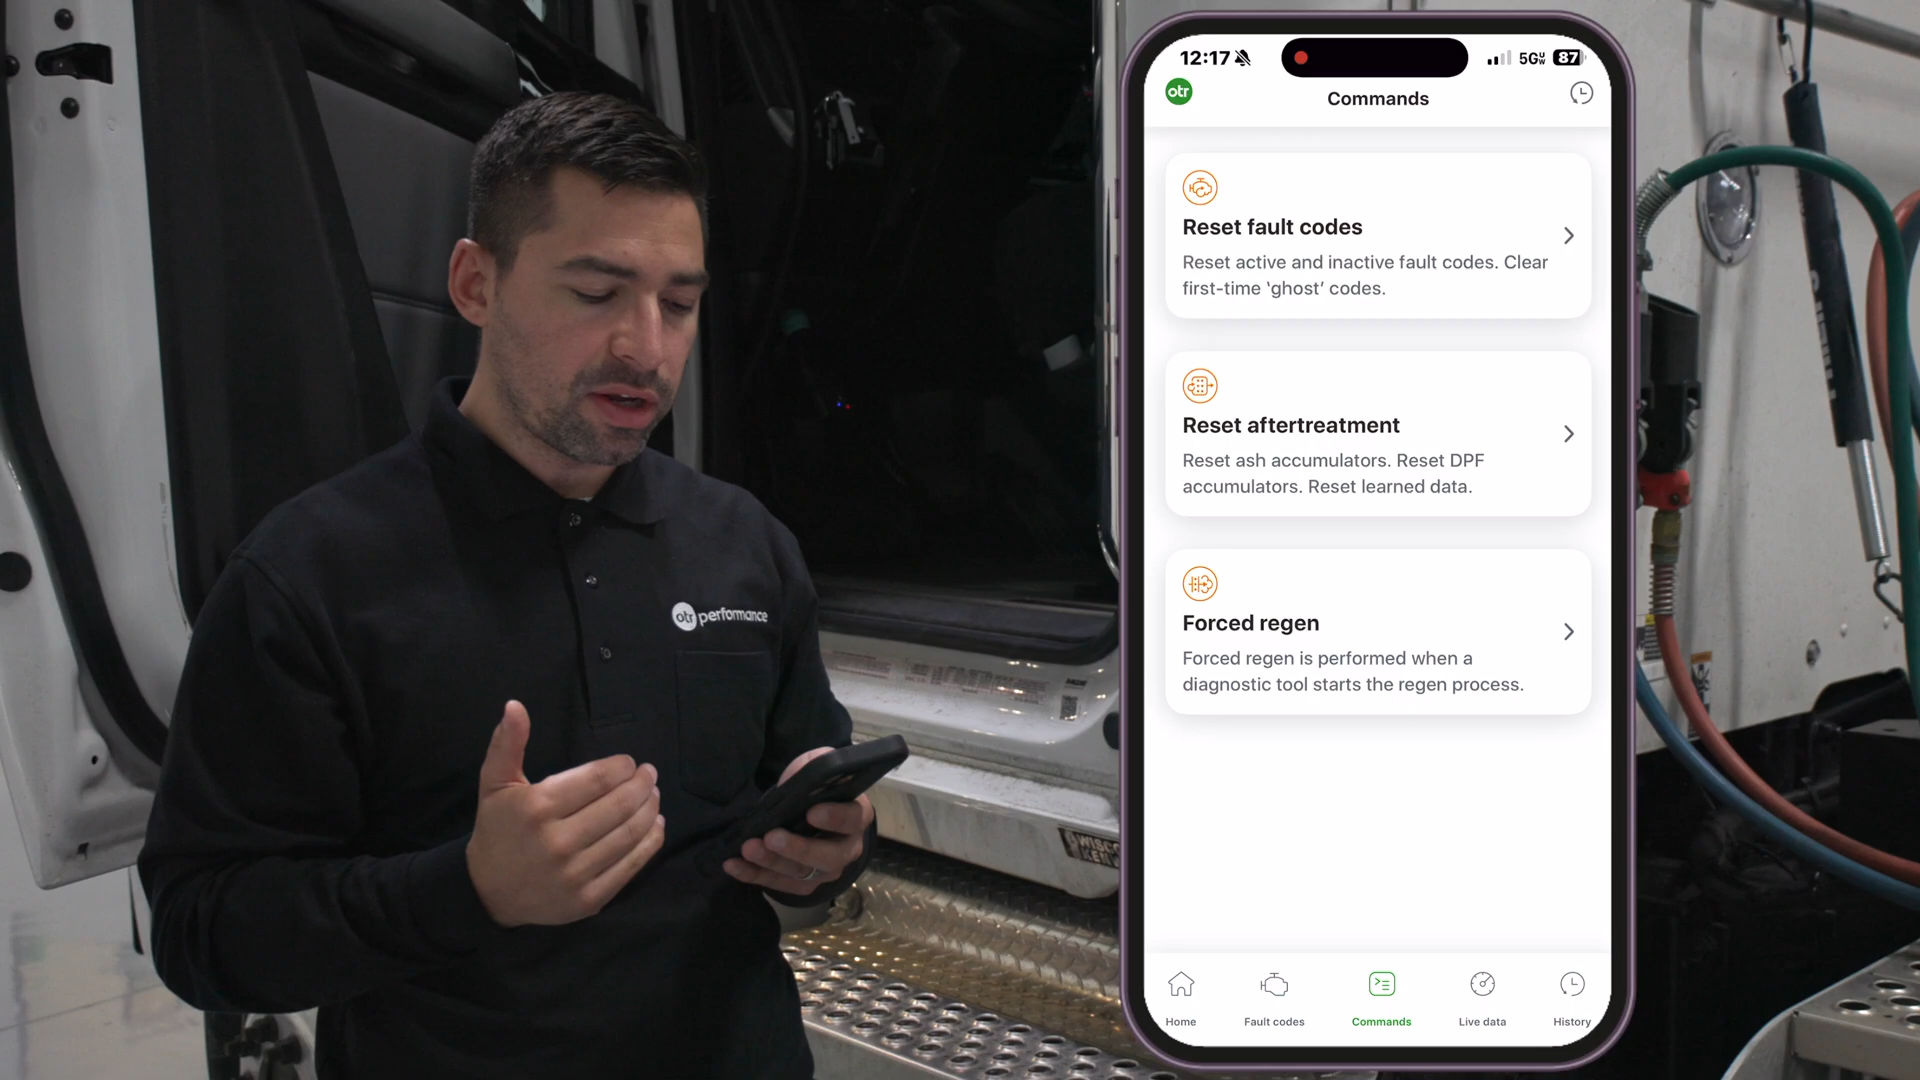 12:17
5G UW
87
otr
Commands
Reset fault codes
Reset active and inactive fault codes. Clear
first-time ‘ghost’ codes.
Reset aftertreatment
Reset ash accumulators. Reset DPF
accumulators. Reset learned data.
Forced regen
Forced regen is performed when a
diagnostic tool starts the regen process.
Home
Fault codes
Commands
Live data
History
otr performance